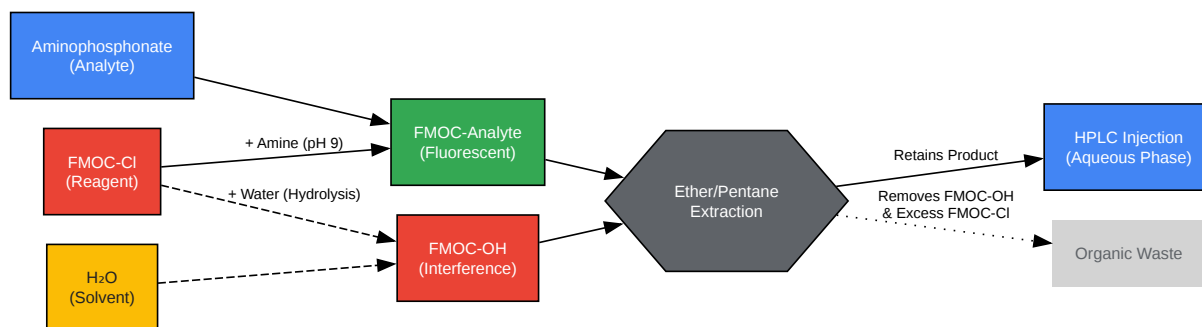 Aminophosphonate
(Analyte)
FMOC-Cl
(Reagent)
H₂O
(Solvent)
+ Amine (pH 9)
+ Water (Hydrolysis)
FMOC-Analyte
(Fluorescent)
FMOC-OH
(Interference)
Ether/Pentane
Extraction
Retains Product
Removes FMOC-OH
& Excess FMOC-Cl
HPLC Injection
(Aqueous Phase)
Organic Waste